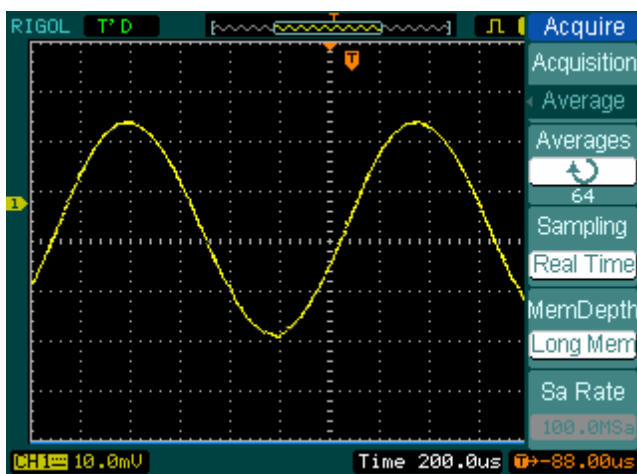 RIGOL T'D
T
T
1
Acquire
Acquisition
Average
Averages
64
Sampling
Real Time
MemDepth
Long Mem
Sa Rate
100.0MSa
CH1 10.0mV Time 200.0us T→-88.00us